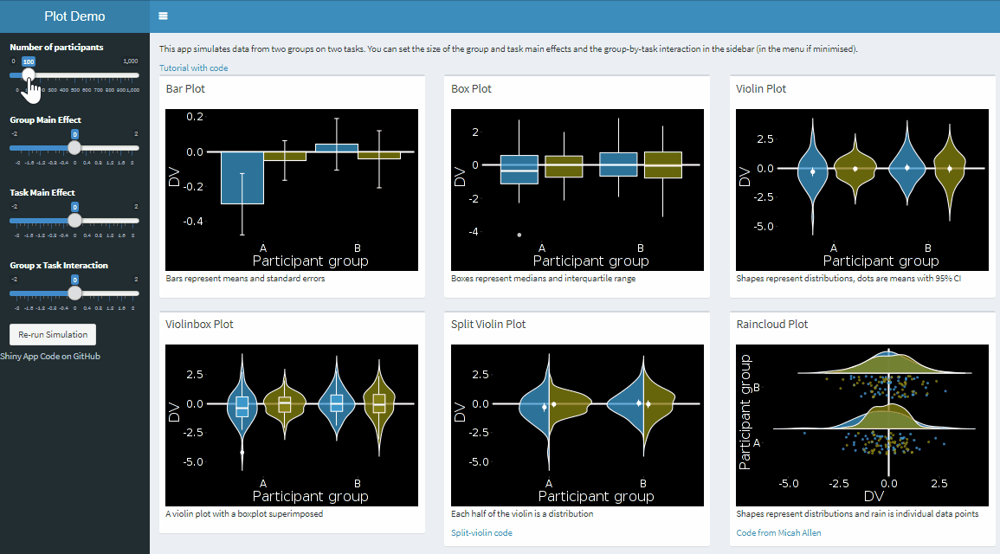 Plot Demo
Number of participants
0 100 1,000
0 500 600 700 800 900 1,000
Group Main Effect
-2 0 2
-2 -1.6 -1.2 -0.8 -0.4 0 0.4 0.8 1.2 1.6 2
Task Main Effect
-2 0 2
-2 -1.6 -1.2 -0.8 -0.4 0 0.4 0.8 1.2 1.6 2
Group x Task Interaction
-2 0 2
-2 -1.6 -1.2 -0.8 -0.4 0 0.4 0.8 1.2 1.6 2
Re-run Simulation
Shiny App Code on GitHub
This app simulates data from two groups on two tasks. You can set the size of the group and task main effects and the group-by-task interaction in the sidebar (in the menu if minimised).
Tutorial with code
Bar Plot
0.2
0.0
-0.2
-0.4
DV
A B
Participant group
Bars represent means and standard errors
Box Plot
2
0
-2
-4
DV
A B
Participant group
Boxes represent medians and interquartile range
Violin Plot
2.5
0.0
-2.5
-5.0
DV
A B
Participant group
Shapes represent distributions, dots are means with 95% CI
Violinbox Plot
2.5
0.0
-2.5
-5.0
DV
A B
Participant group
A violin plot with a boxplot superimposed
Split Violin Plot
2.5
0.0
-2.5
-5.0
DV
A B
Participant group
Each half of the violin is a distribution
Split-violin code
Raincloud Plot
Participant group
B
A
-5.0 -2.5 0.0 2.5
DV
Shapes represent distributions and rain is individual data points
Code from Micah Allen